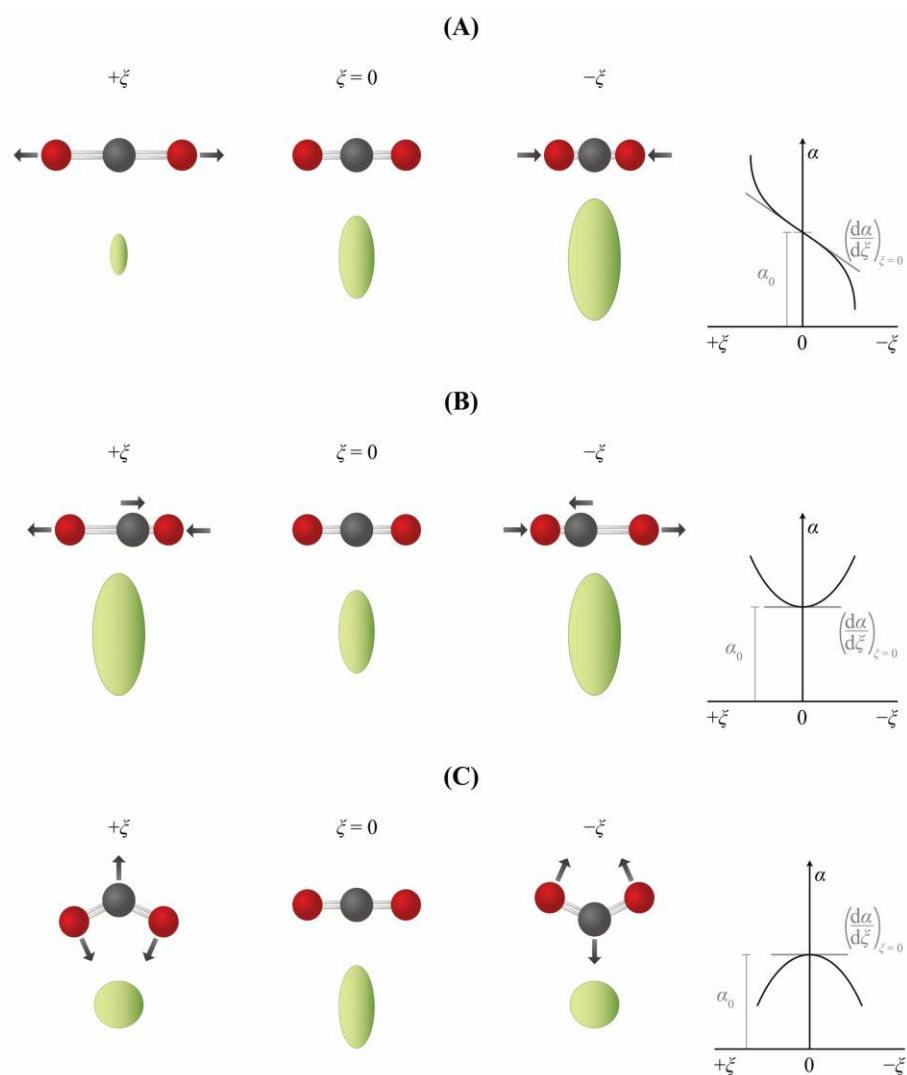 (A)
+ξ
ξ = 0
−ξ
α
(dα/dξ)ξ=0
α0
+ξ 0 −ξ
(B)
+ξ
ξ = 0
−ξ
α
(dα/dξ)ξ=0
α0
+ξ 0 −ξ
(C)
+ξ
ξ = 0
−ξ
α
(dα/dξ)ξ=0
α0
+ξ 0 −ξ